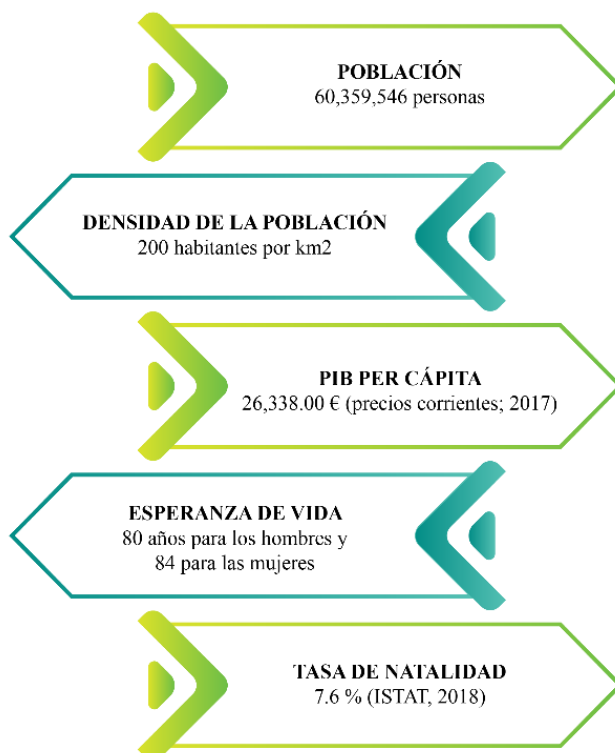 POBLACIÓN
60,359,546 personas
DENSIDAD DE LA POBLACIÓN
200 habitantes por km2
PIB PER CÁPITA
26,338.00 € (precios corrientes; 2017)
ESPERANZA DE VIDA
80 años para los hombres y
84 para las mujeres
TASA DE NATALIDAD
7.6 % (ISTAT, 2018)